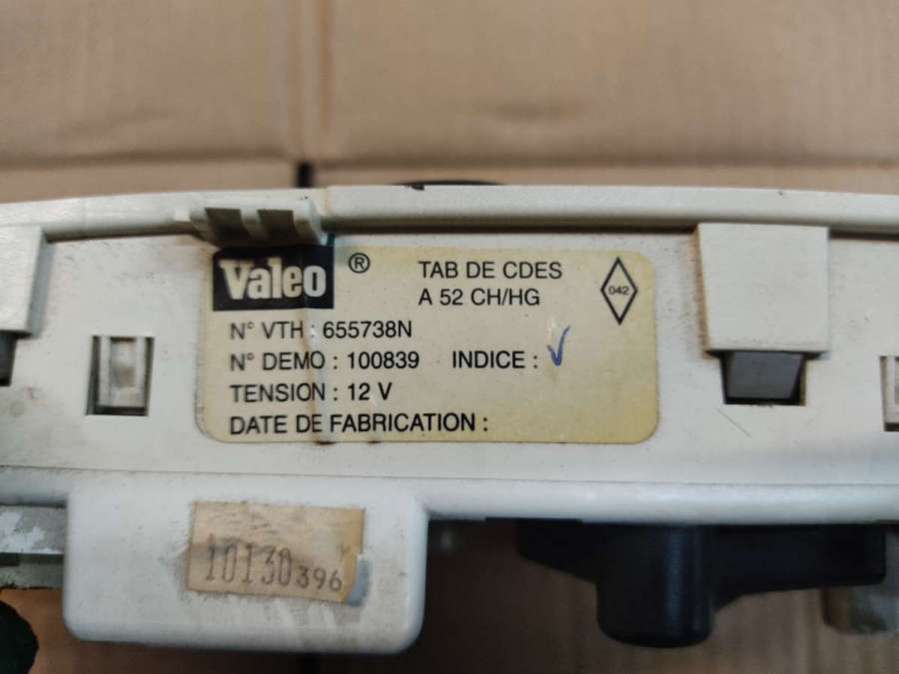 Valeo ®
TAB DE CDES
A 52 CH/HG
042
N° VTH : 655738N
N° DEMO : 100839 INDICE :
TENSION : 12 V
DATE DE FABRICATION :
10130 396